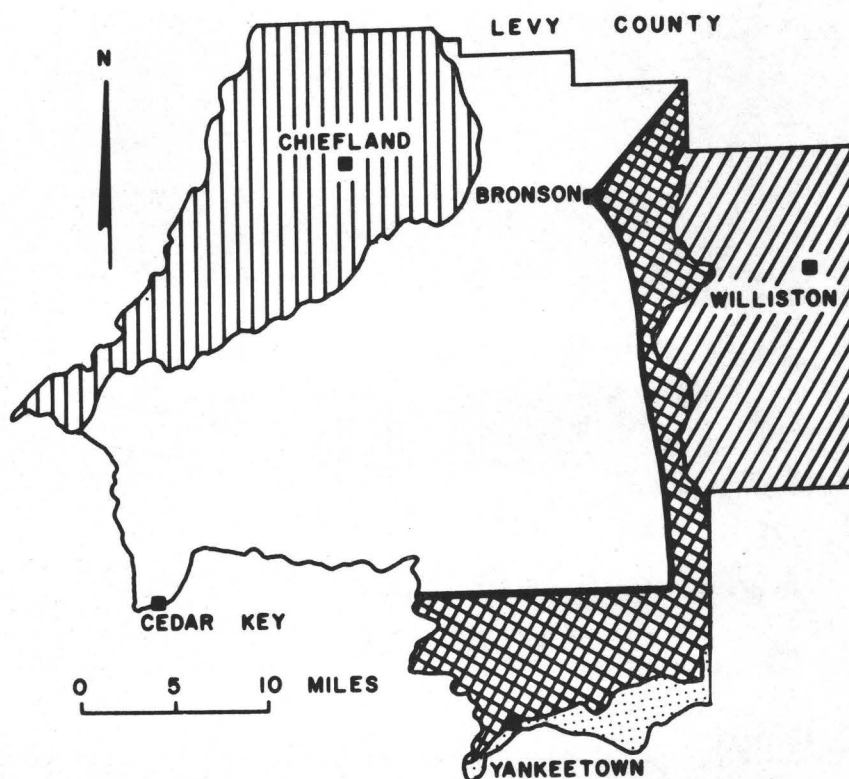 LEVY COUNTY
N
CHIEFLAND
BRONSON
WILLISTON
CEDAR KEY
0 5 10 MILES
YANKEETOWN